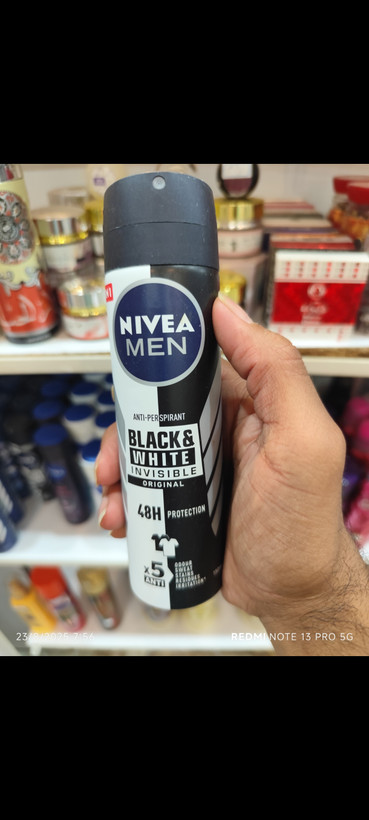 NIVEA
MEN
ANTI-PERSPIRANT
BLACK&
WHITE
INVISIBLE
ORIGINAL
48H PROTECTION
x5
ANTI
ODOUR
SWEAT
STAINS
RESIDUES
IRRITATION*
REDMI NOTE 13 PRO 5G